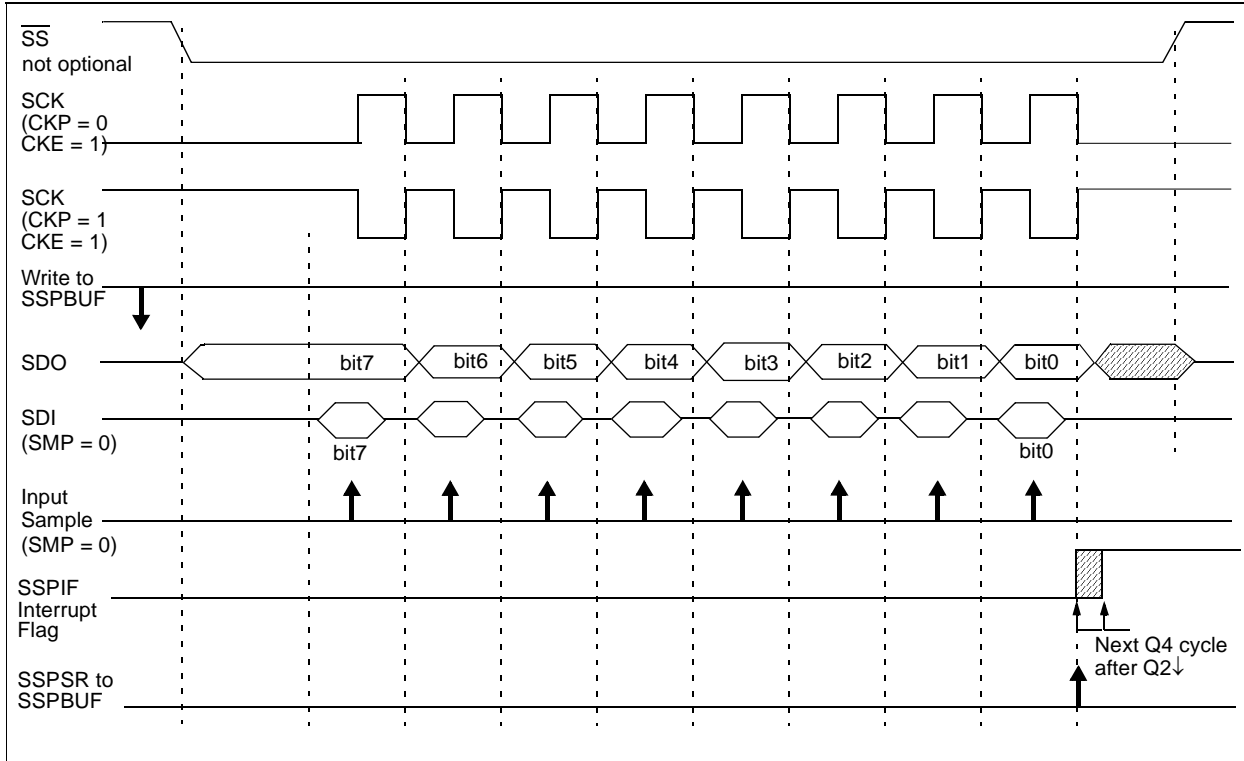 SS
not optional
SCK
(CKP = 0
CKE = 1)
SCK
(CKP = 1
CKE = 1)
Write to
SSPBUF
SDO
bit7 bit6 bit5 bit4 bit3 bit2 bit1 bit0
SDI
(SMP = 0)
bit7 bit0
Input
Sample
(SMP = 0)
SSPIF
Interrupt
Flag
Next Q4 cycle
after Q2↓
SSPSR to
SSPBUF